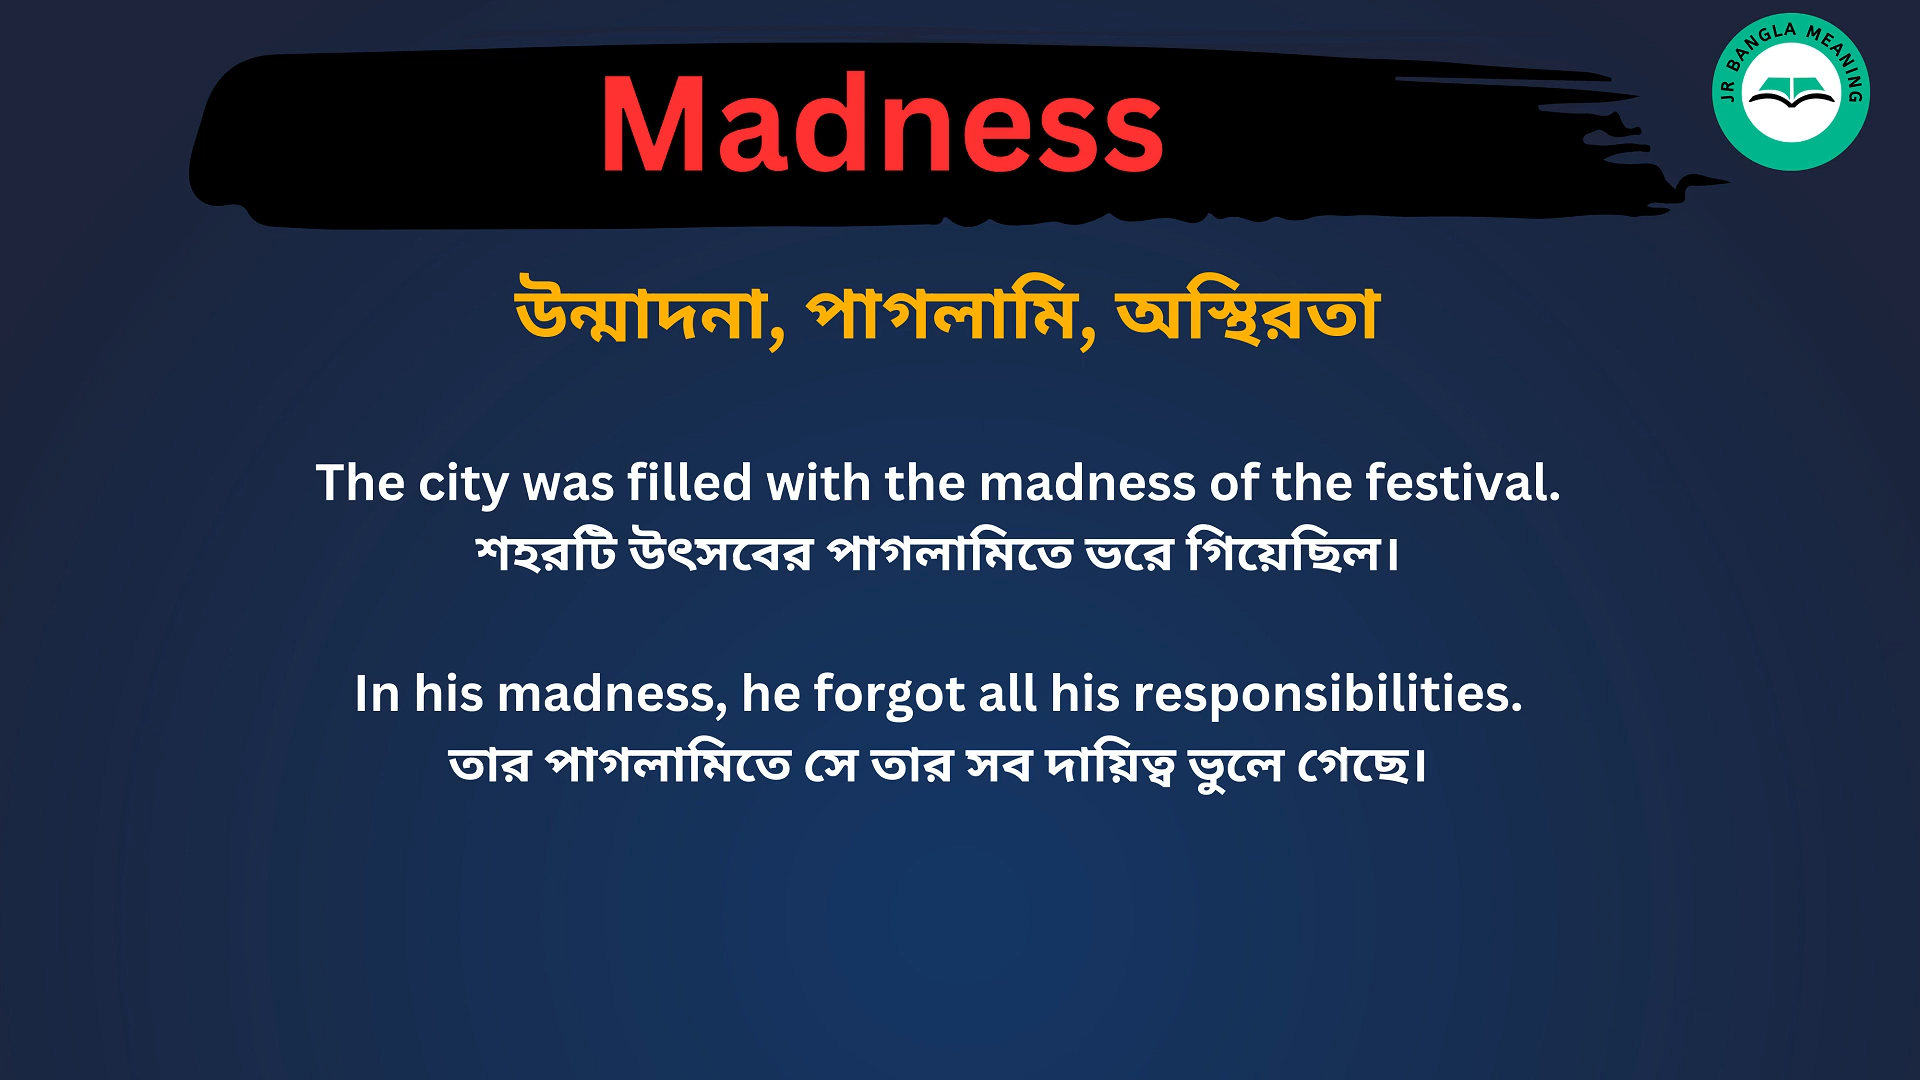 Madness
JR BANGLA MEANING
উন্মাদনা, পাগলামি, অস্থিরতা
The city was filled with the madness of the festival.
শহরটি উৎসবের পাগলামিতে ভরে গিয়েছিল।
In his madness, he forgot all his responsibilities.
তার পাগলামিতে সে তার সব দায়িত্ব ভুলে গেছে।